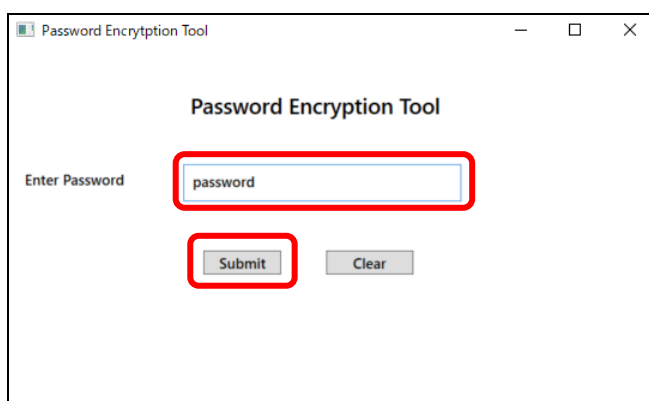 Password Encrytption Tool
Password Encryption Tool
Enter Password
password
Submit
Clear